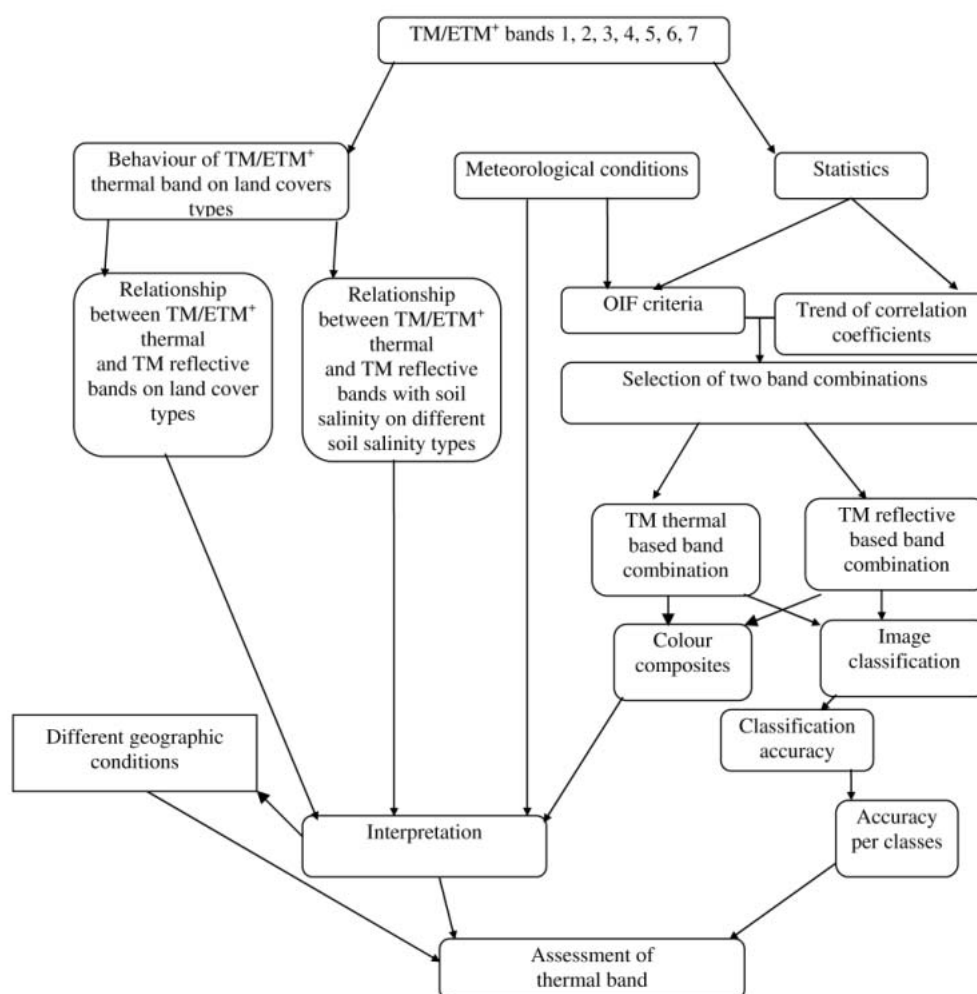 TM/ETM⁺ bands 1, 2, 3, 4, 5, 6, 7
Behaviour of TM/ETM⁺
thermal band on land covers
types
Meteorological conditions
Statistics
Relationship
between TM/ETM⁺
thermal
and TM reflective
bands on land cover
types
Relationship
between TM/ETM⁺
thermal
and TM reflective
bands with soil
salinity on different
soil salinity types
OIF criteria
Trend of correlation
coefficients
Selection of two band combinations
TM thermal
based band
combination
TM reflective
based band
combination
Colour
composites
Image
classification
Different geographic
conditions
Classification
accuracy
Interpretation
Accuracy
per classes
Assessment of
thermal band